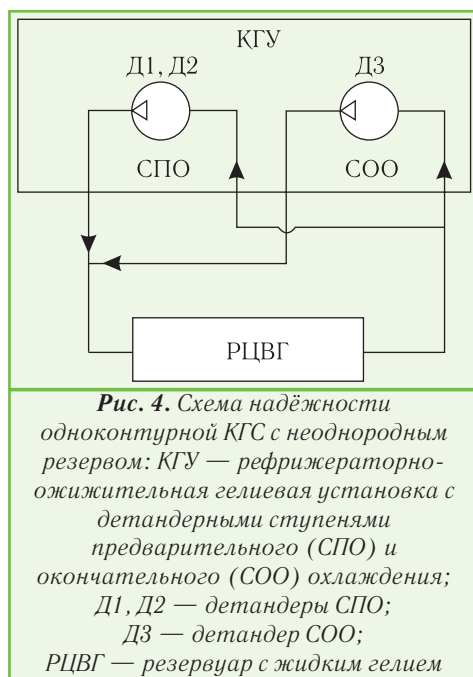 КГУ
Д1, Д2
Д3
СПО
СОО
РЦВГ
Рис. 4. Схема надёжности
одноконтурной КГС с неоднородным
резервом: КГУ — рефрижераторно-
ожижительная гелиевая установка с
детандерными ступенями
предварительного (СПО) и
окончательного (СОО) охлаждения;
Д1, Д2 — детандеры СПО;
Д3 — детандер СОО;
РЦВГ — резервуар с жидким гелием